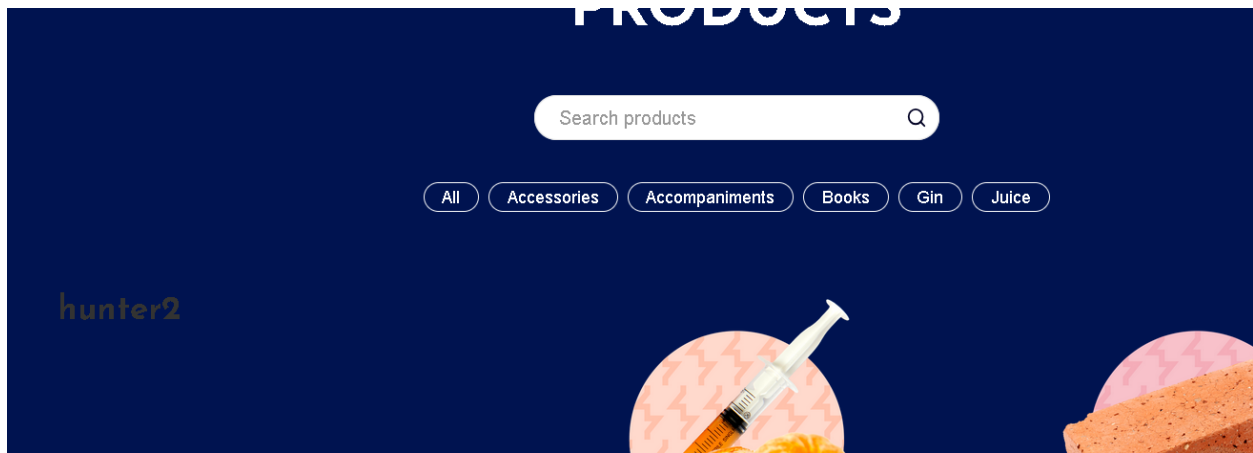 PRODUCTS
Search products
All Accessories Accompaniments Books Gin Juice
hunter2